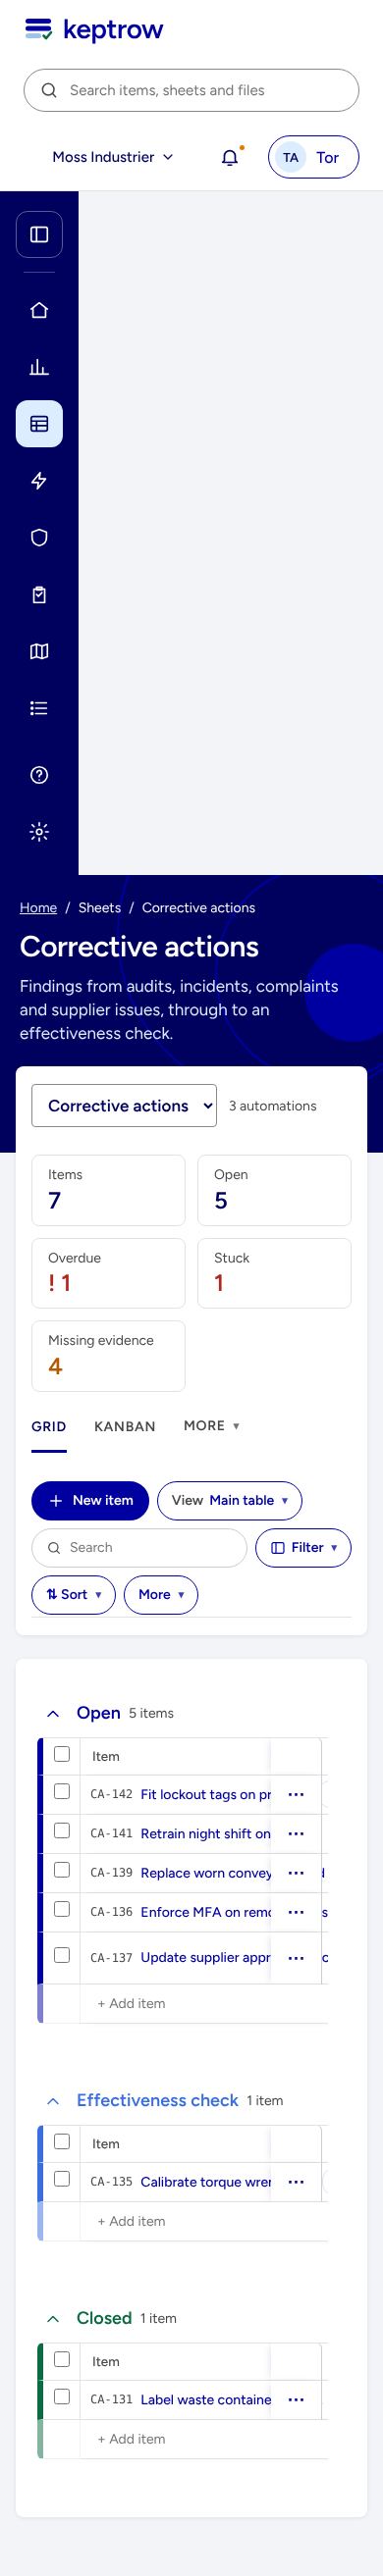 keptrow
Search items, sheets and files
Moss Industrier
TA Tor
Home / Sheets / Corrective actions
Corrective actions
Findings from audits, incidents, complaints
and supplier issues, through to an
effectiveness check.
Corrective actions 3 automations
Items
7
Open
5
Overdue
! 1
Stuck
1
Missing evidence
4
GRID KANBAN MORE ▾
+ New item View Main table ▾
Search Filter ▾
⇅ Sort ▾ More ▾
Open 5 items
Item
CA-142 Fit lockout tags on pr
CA-141 Retrain night shift on
CA-139 Replace worn convey
CA-136 Enforce MFA on remo
CA-137 Update supplier appr
+ Add item
Effectiveness check 1 item
Item
CA-135 Calibrate torque wrer
+ Add item
Closed 1 item
Item
CA-131 Label waste containe
+ Add item